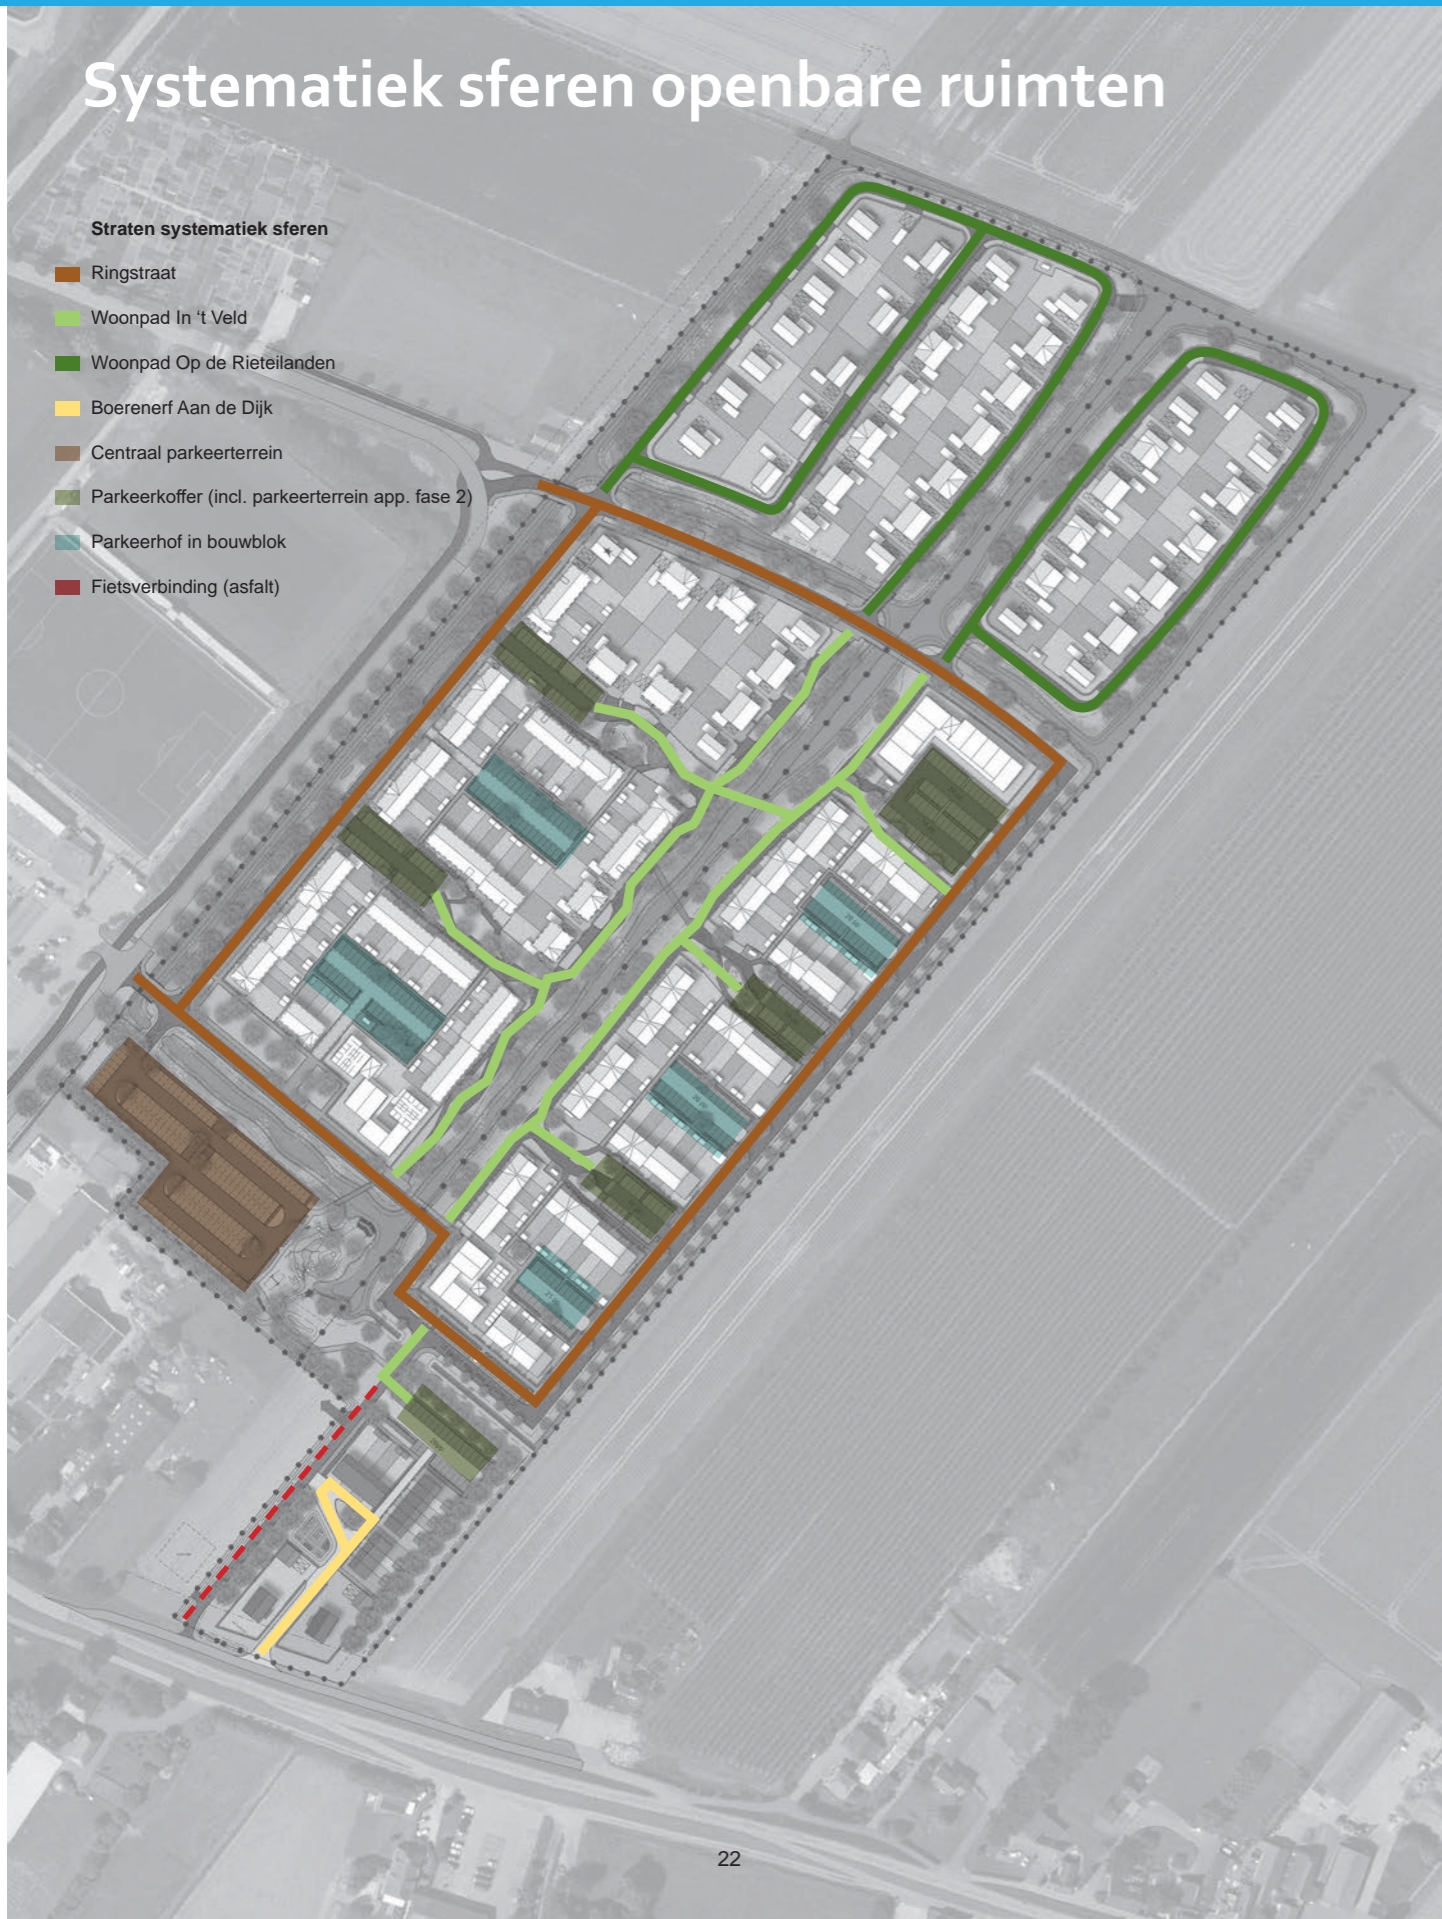 Systematiek sferen openbare ruimten
Straten systematiek sferen
Ringstraat
Woonpad In ‘t Veld
Woonpad Op de Rieteilanden
Boerenerf Aan de Dijk
Centraal parkeerterrein
Parkeerkoffer (incl. parkeerterrein app. fase 2)
Parkeerhof in bouwblok
Fietsverbinding (asfalt)
22